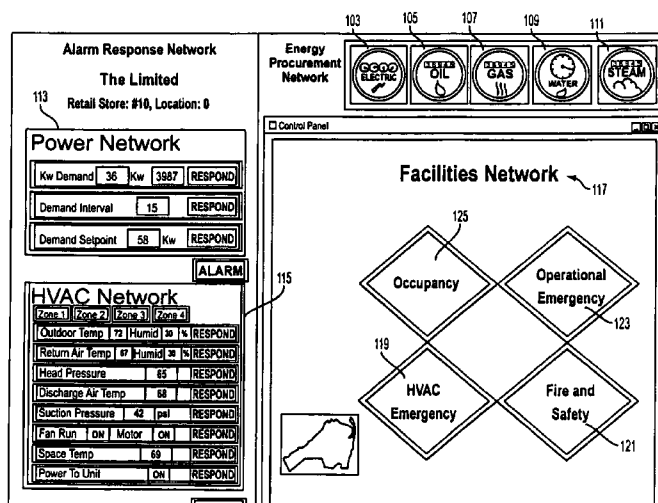 Alarm Response Network
The Limited
Retail Store: #10, Location: 0
113
Power Network
Kw Demand 36 Kw 3987 RESPOND
Demand Interval 15 RESPOND
Demand Setpoint 58 Kw RESPOND
ALARM
115
HVAC Network
Zone 1 Zone 2 Zone 3 Zone 4
Outdoor Temp 72 Humid 30 % RESPOND
Return Air Temp 67 Humid 38 % RESPOND
Head Pressure 65 RESPOND
Discharge Air Temp 68 RESPOND
Suction Pressure 42 psi RESPOND
Fan Run ON Motor ON RESPOND
Space Temp 69 RESPOND
Power To Unit ON RESPOND
Energy
Procurement
Network
103 105 107 109 111
ELECTRIC OIL GAS WATER STEAM
Control Panel
Facilities Network 117
125
Occupancy
Operational
Emergency
123
119
HVAC
Emergency
Fire and
Safety
121